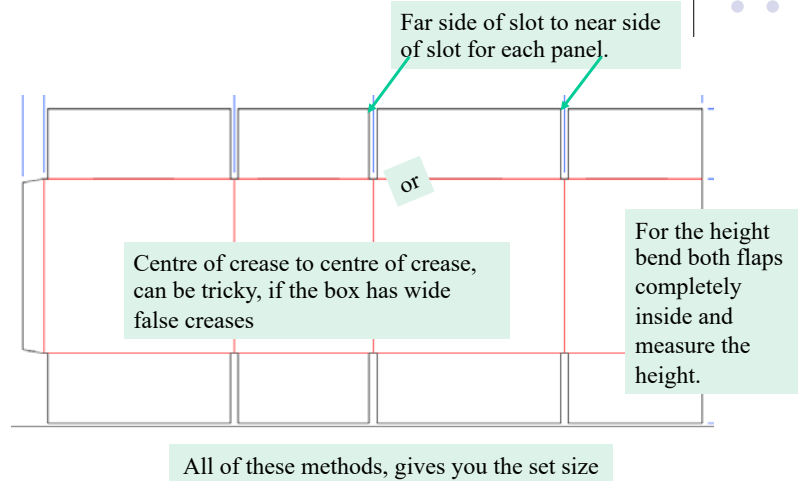 Far side of slot to near side
of slot for each panel.
or
Centre of crease to centre of crease,
can be tricky, if the box has wide
false creases
For the height
bend both flaps
completely
inside and
measure the
height.
All of these methods, gives you the set size